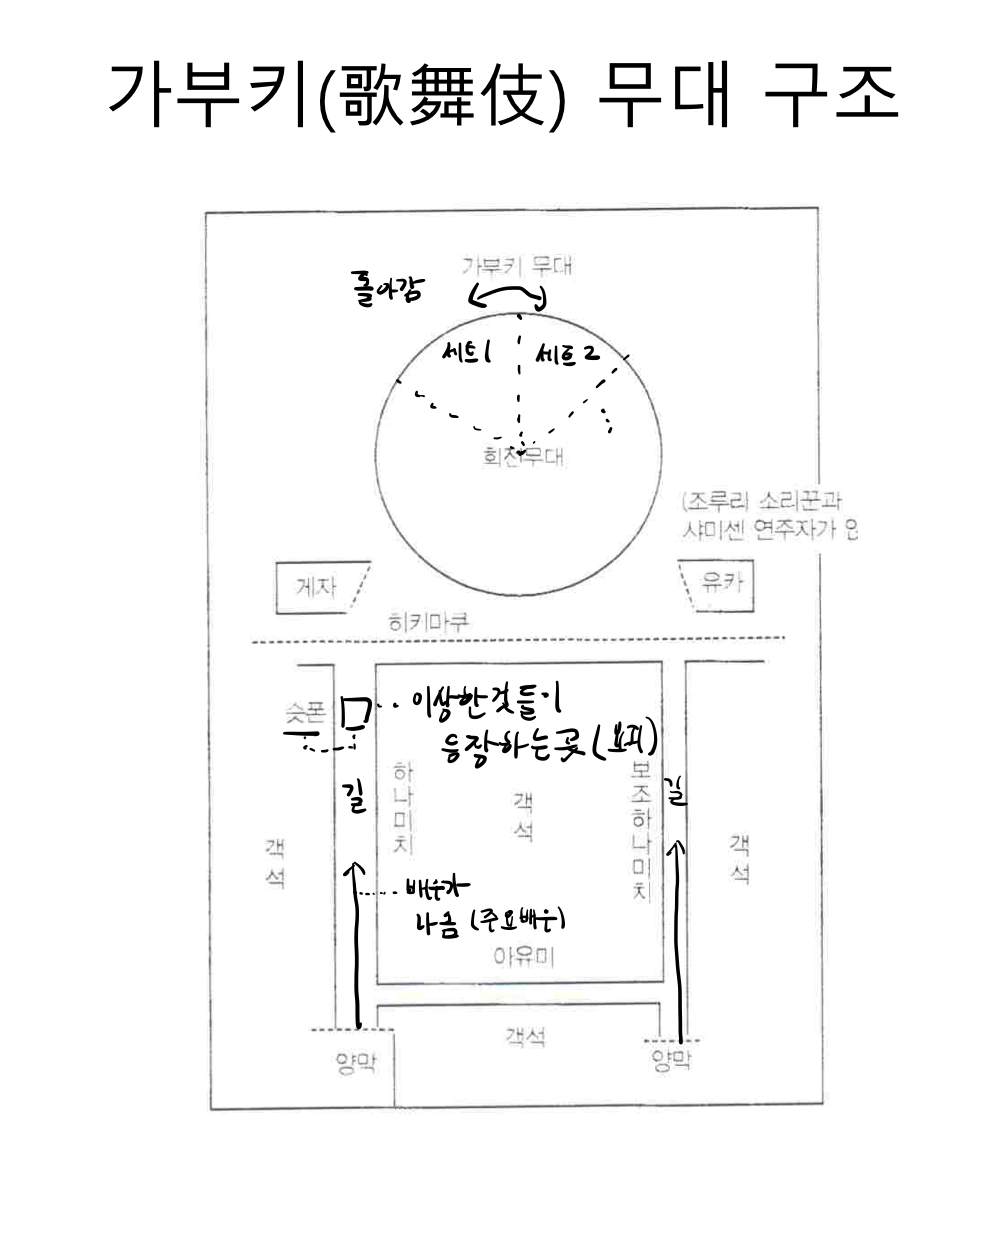 가부키(歌舞伎) 무대 구조
가부키 무대
돌아감
세트1
세트2
회전무대
(조루리 소리꾼과
샤미센 연주자가
게자
유카
히키마쿠
슷폰
이상한것들이
등장하는곳(요괴)
하나미치
보조하나미치
길
길
객석
객석
객석
배우가
나옴 (주요배우)
아유미
객석
양막
양막